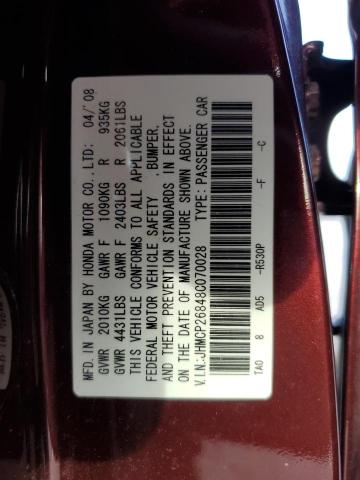 MFD. IN JAPAN BY HONDA MOTOR CO., LTD: 04/'08
GVWR 2010KG GAWR F 1090KG R 935KG
GVWR 4431LBS GAWR F 2403LBS R 2061LBS
THIS VEHICLE CONFORMS TO ALL APPLICABLE
FEDERAL MOTOR VEHICLE SAFETY , BUMPER,
AND THEFT PREVENTION STANDARDS IN EFFECT
ON THE DATE OF MANUFACTURE SHOWN ABOVE.
V.I.N:JHMCP26848C070028 TYPE: PASSENGER CAR
TA0 8 AD5 -R530P -F -C